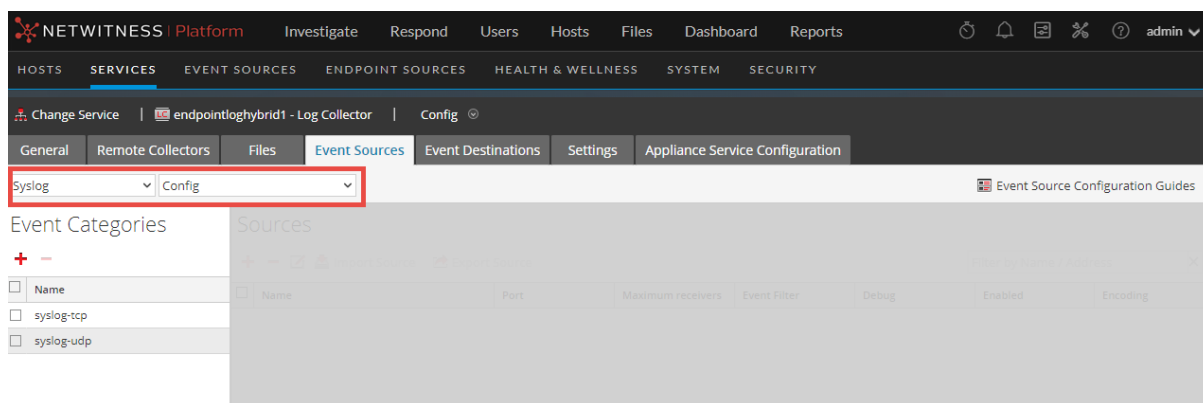 NETWITNESS | Platform Investigate Respond Users Hosts Files Dashboard Reports admin
HOSTS SERVICES EVENT SOURCES ENDPOINT SOURCES HEALTH & WELLNESS SYSTEM SECURITY
Change Service | LC endpointloghybrid1 - Log Collector | Config
General Remote Collectors Files Event Sources Event Destinations Settings Appliance Service Configuration
Syslog Config Event Source Configuration Guides
Event Categories Sources
+ −
Name Name Port Maximum receivers Event Filter Debug Enabled Encoding
syslog-tcp
syslog-udp